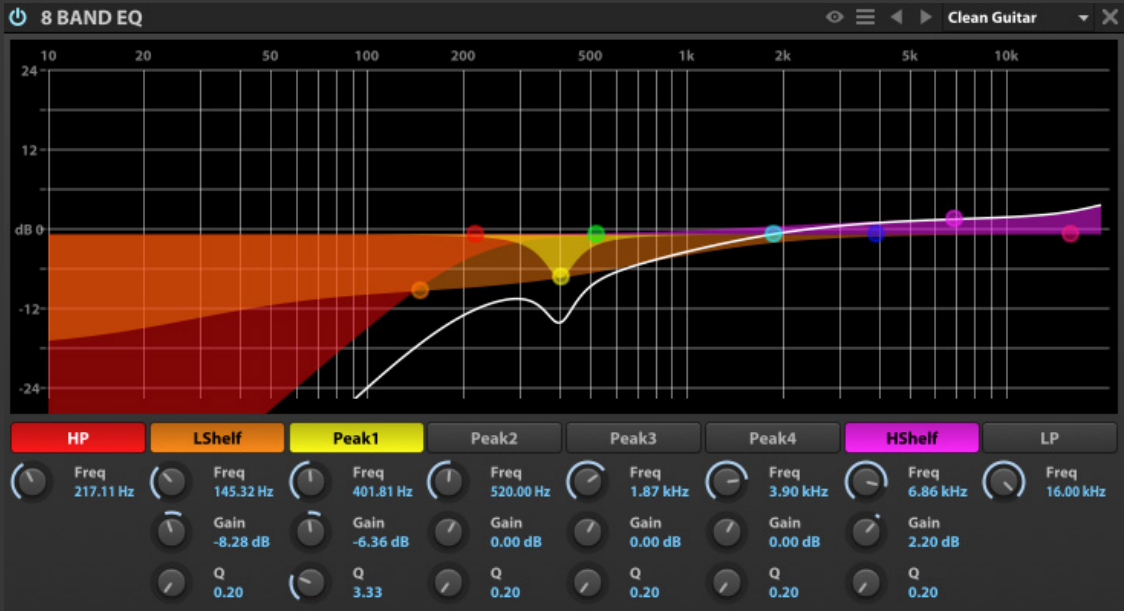 8 BAND EQ
Clean Guitar
10 20 50 100 200 500 1k 2k 5k 10k
24
12
dB 0
-12
-24
HP LShelf Peak1 Peak2 Peak3 Peak4 HShelf LP
Freq Freq Freq Freq Freq Freq Freq Freq
217.11 Hz 145.32 Hz 401.81 Hz 520.00 Hz 1.87 kHz 3.90 kHz 6.86 kHz 16.00 kHz
Gain Gain Gain Gain Gain Gain
-8.28 dB -6.36 dB 0.00 dB 0.00 dB 0.00 dB 2.20 dB
Q Q Q Q Q Q
0.20 3.33 0.20 0.20 0.20 0.20